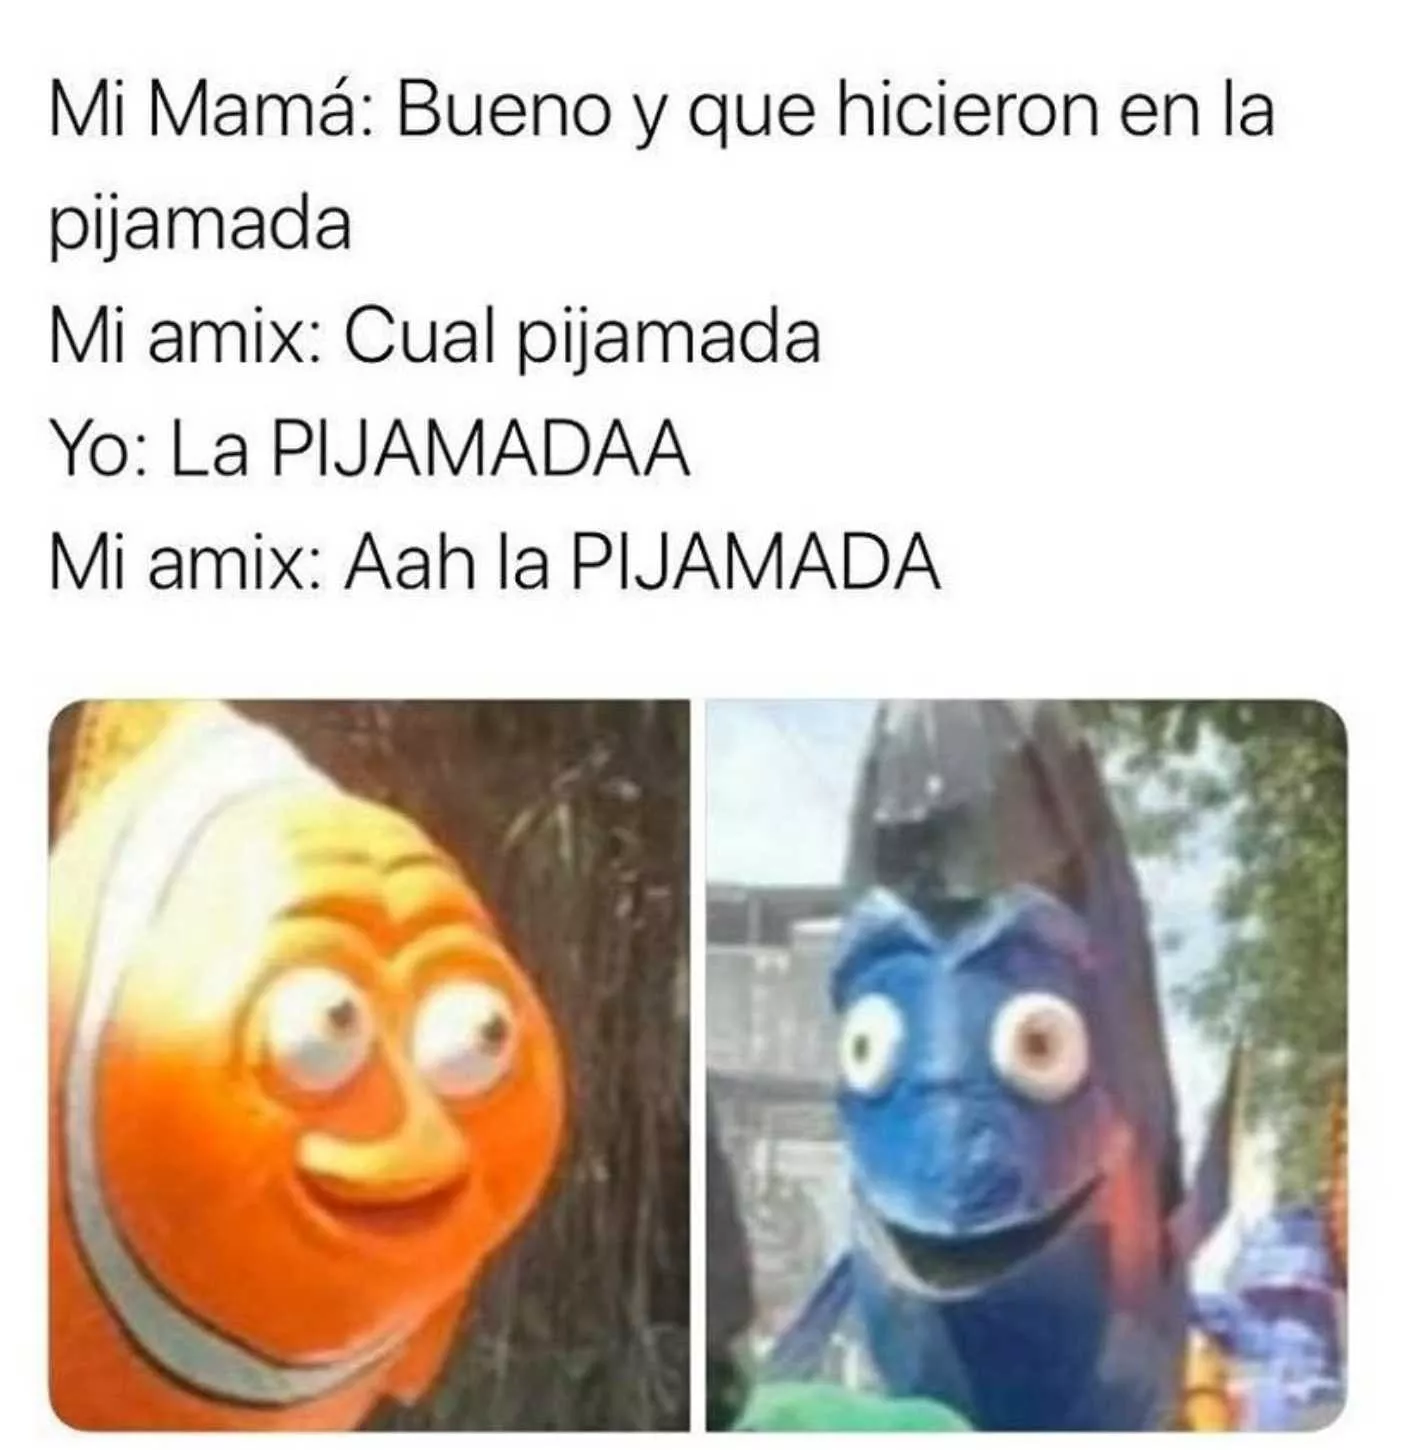 Mi Mamá: Bueno y que hicieron en la
pijamada
Mi amix: Cual pijamada
Yo: La PIJAMADAA
Mi amix: Aah la PIJAMADA